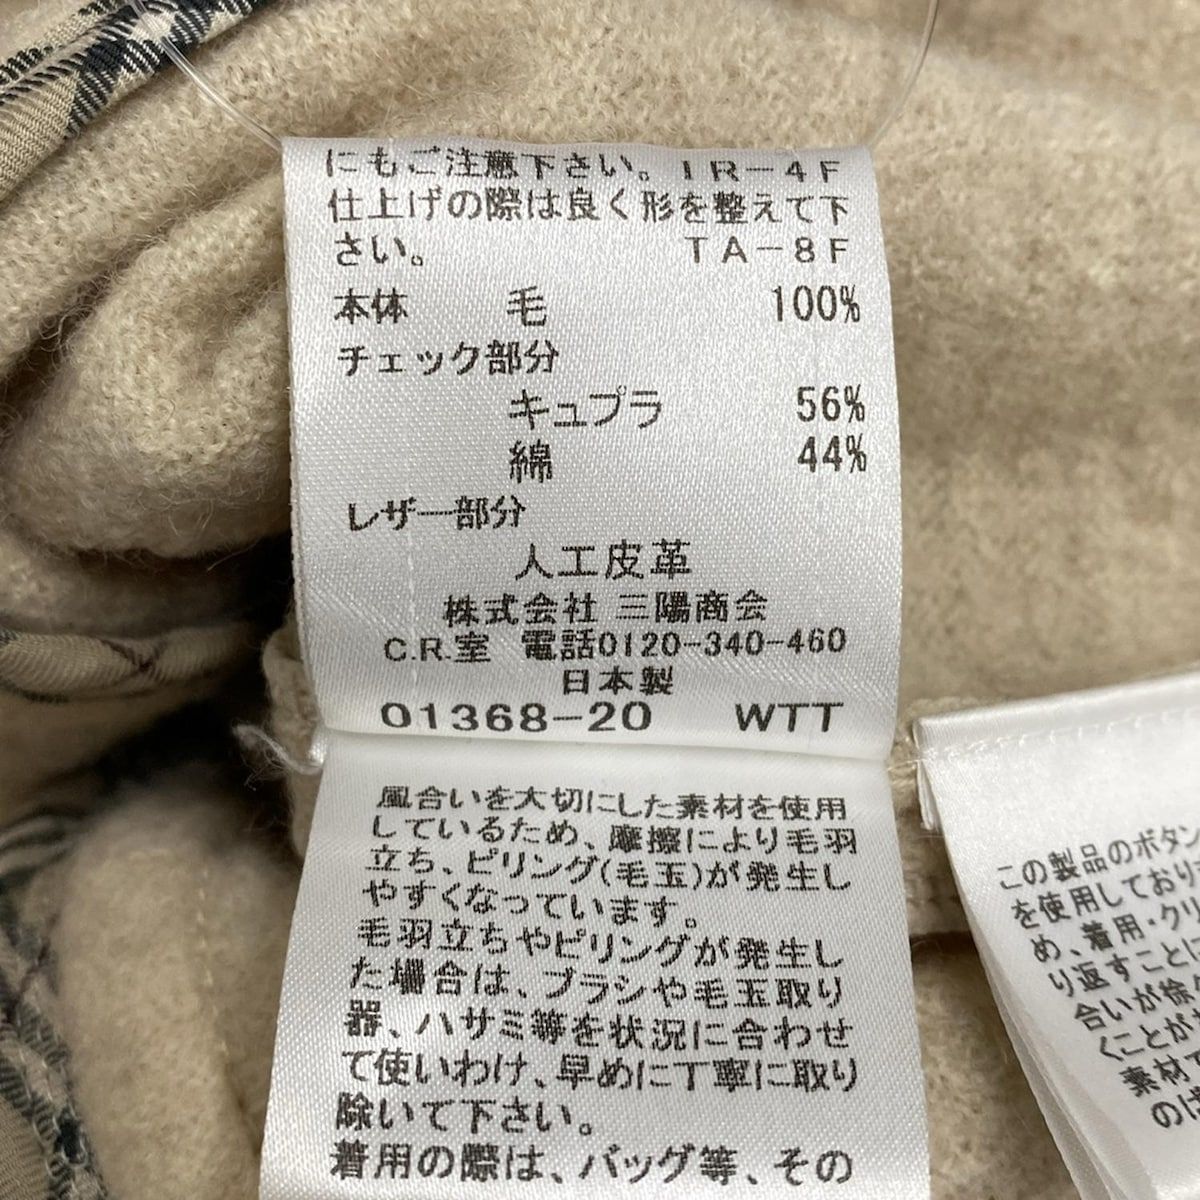 にもご注意下さい。IR-4F
仕上げの際は良く形を整えて下
さい。 TA-8F
本体 毛 100%
チェック部分
キュプラ 56%
綿 44%
レザー部分
人工皮革
株式会社 三陽商会
C.R.室 電話0120-340-460
日本製
01368-20 WTT
風合いを大切にした素材を使用
しているため、摩擦により毛羽
立ち、ピリング(毛玉)が発生し
やすくなっています。
毛羽立ちやピリングが発生し
た場合は、ブラシや毛玉取り
器、ハサミ等を状況に合わせ
て使いわけ、早めに丁寧に取り
除いて下さい。
着用の際は、バッグ等、その
この製品のボタン
を使用しており
め、着用・クリ
り返すことに
合いが徐
くことが
素材で
のは